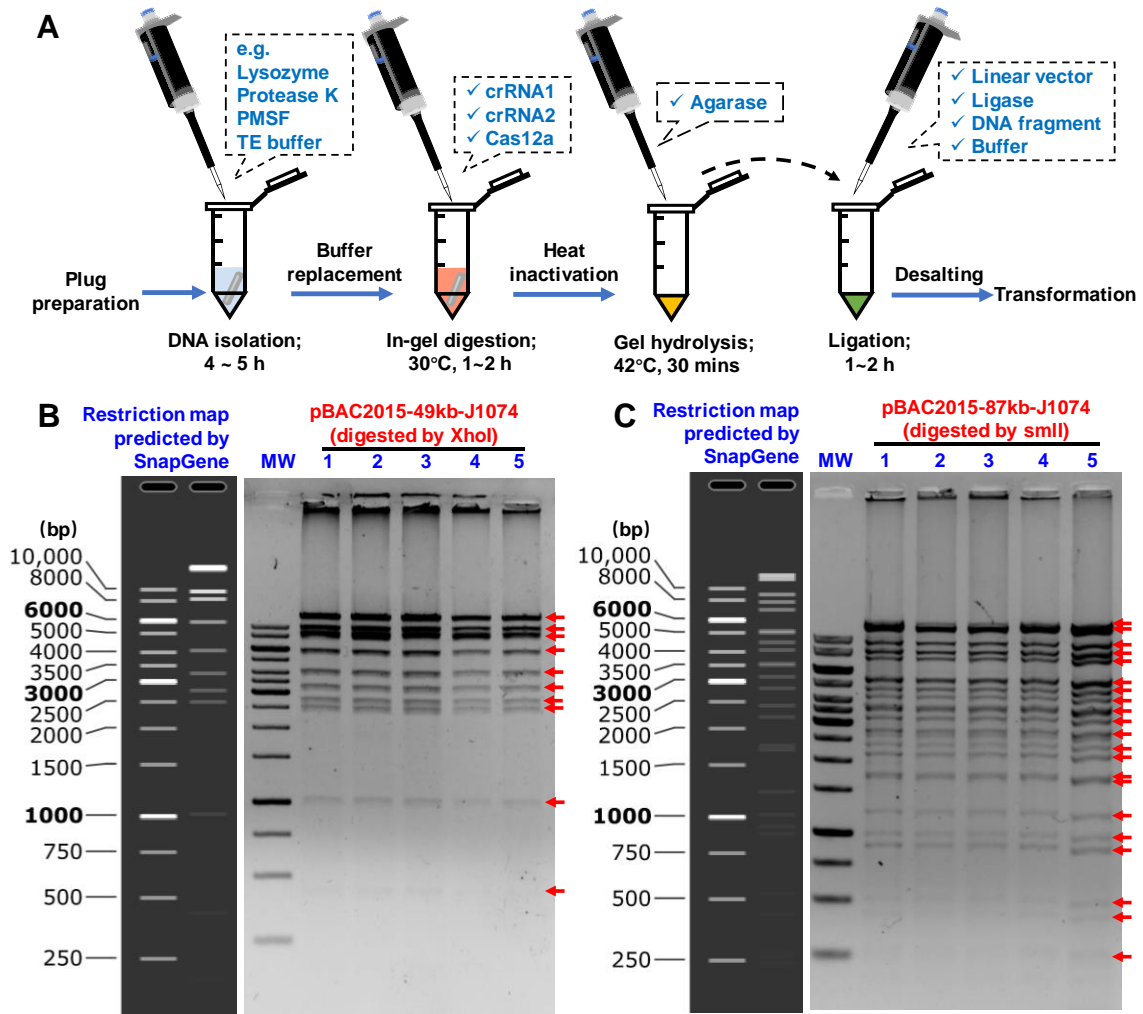 A
e.g.
Lysozyme
Protease K
PMSF
TE buffer
✓ crRNA1
✓ crRNA2
✓ Cas12a
✓ Agarase
✓ Linear vector
✓ Ligase
✓ DNA fragment
✓ Buffer
Plug
preparation
Buffer
replacement
Heat
inactivation
Desalting
Transformation
DNA isolation;
4 ~ 5 h
In-gel digestion;
30°C, 1~2 h
Gel hydrolysis;
42°C, 30 mins
Ligation;
1~2 h
B
Restriction map
predicted by
SnapGene
pBAC2015-49kb-J1074
(digested by XhoI)
MW 1 2 3 4 5
(bp)
10,000
8000
6000
5000
4000
3500
3000
2500
2000
1500
1000
750
500
250
C
Restriction map
predicted by
SnapGene
pBAC2015-87kb-J1074
(digested by smlI)
MW 1 2 3 4 5
(bp)
10,000
8000
6000
5000
4000
3500
3000
2500
2000
1500
1000
750
500
250